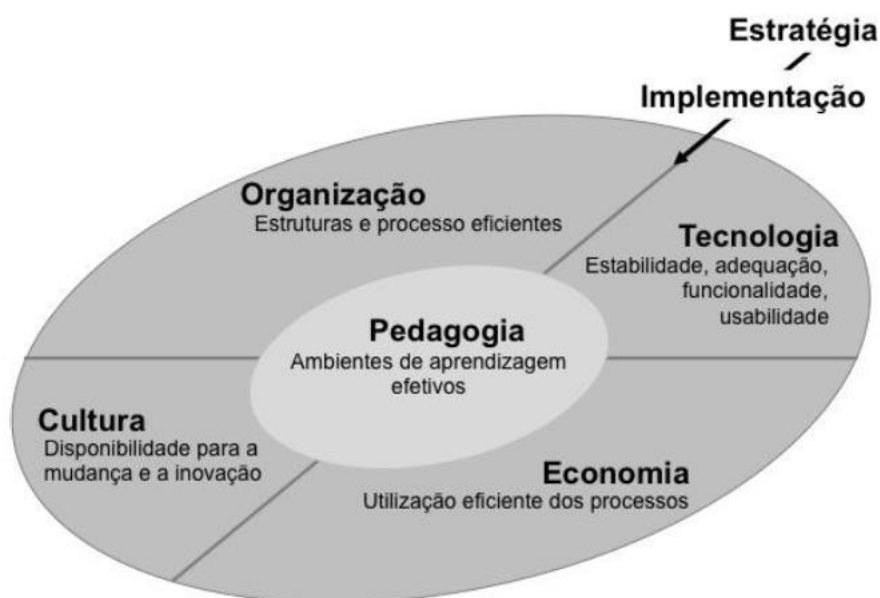 Estratégia
Implementação
Organização
Estruturas e processo eficientes
Tecnologia
Estabilidade, adequação,
funcionalidade,
usabilidade
Pedagogia
Ambientes de aprendizagem
efetivos
Cultura
Disponibilidade para a
mudança e a inovação
Economia
Utilização eficiente dos processos